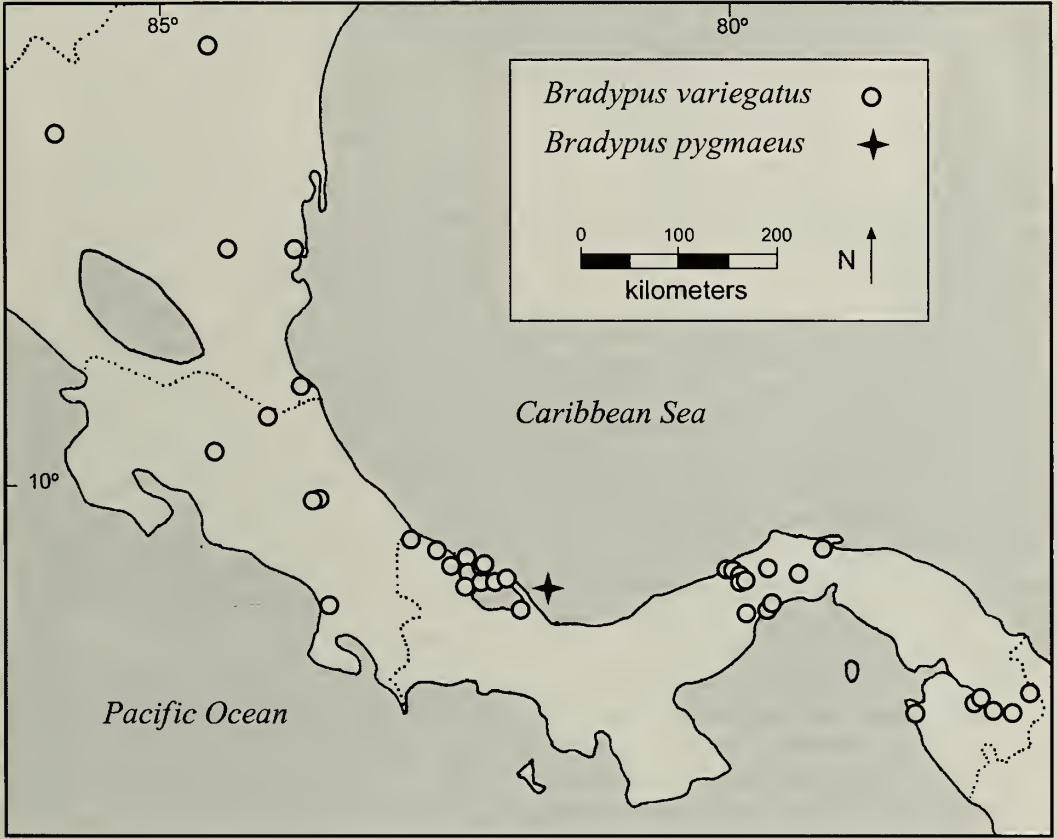 85º
80º
Bradypus variegatus
Bradypus pygmaeus
0 100 200
kilometers
N
Caribbean Sea
10º
Pacific Ocean